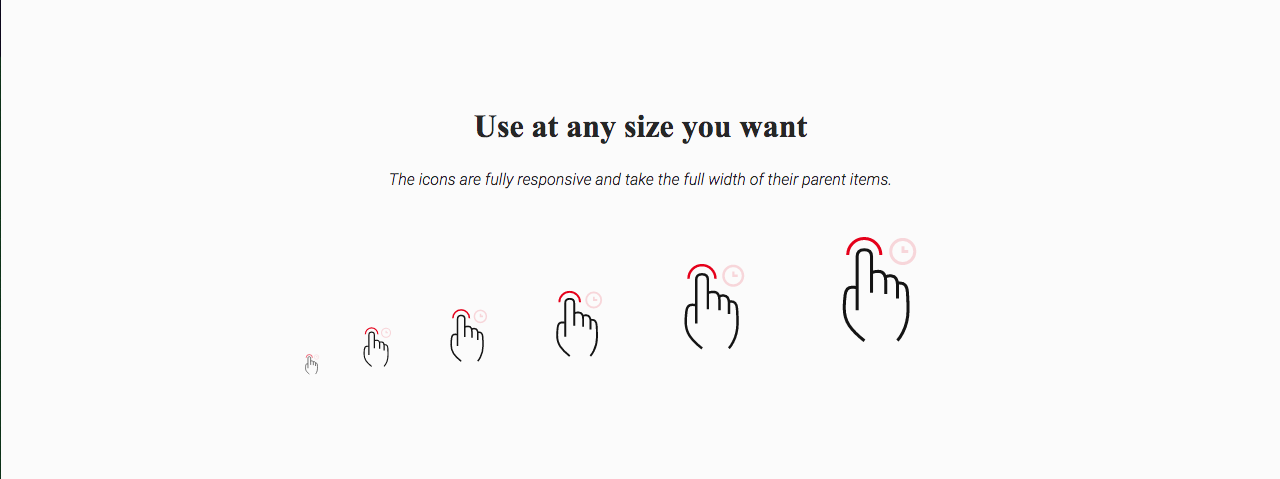 Use at any size you want
The icons are fully responsive and take the full width of their parent items.